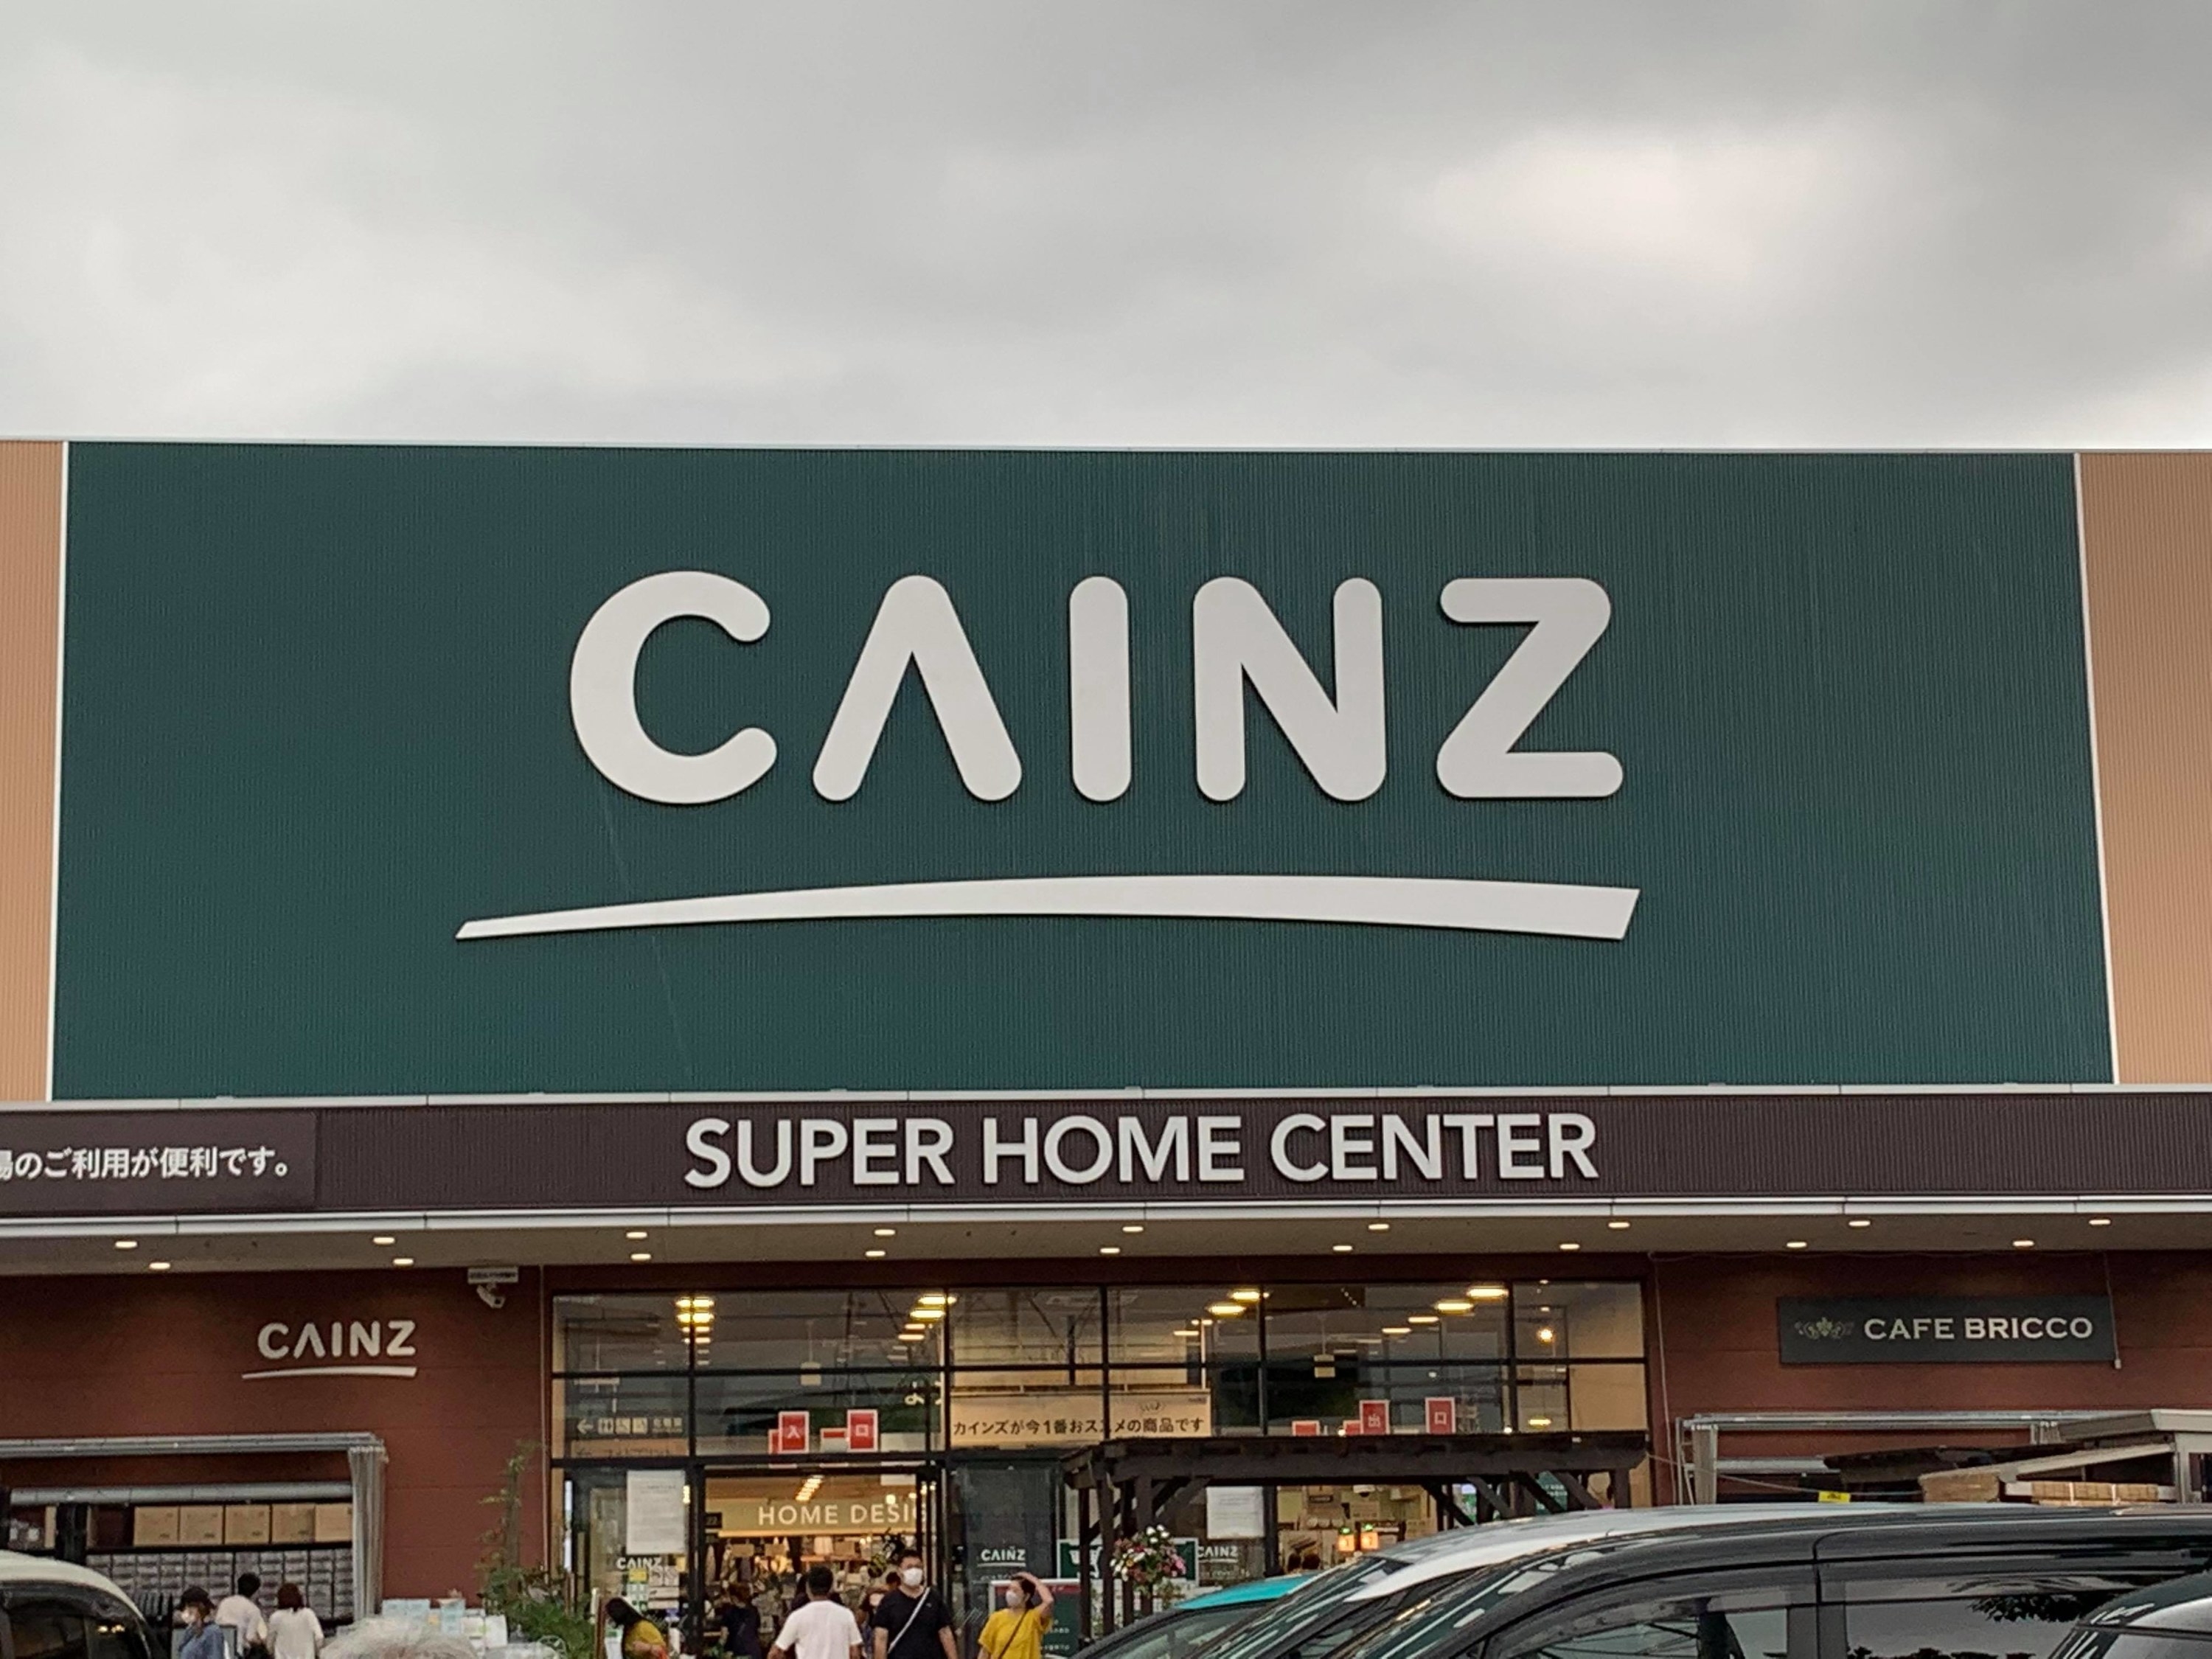 CAINZ
SUPER HOME CENTER
のご利用が便利です。
CAINZ
CAFE BRICCO
カインズが今1番おススメの商品です
入 口
出 口
HOME DESIG
CAINZ
CAINZ
CAINZ